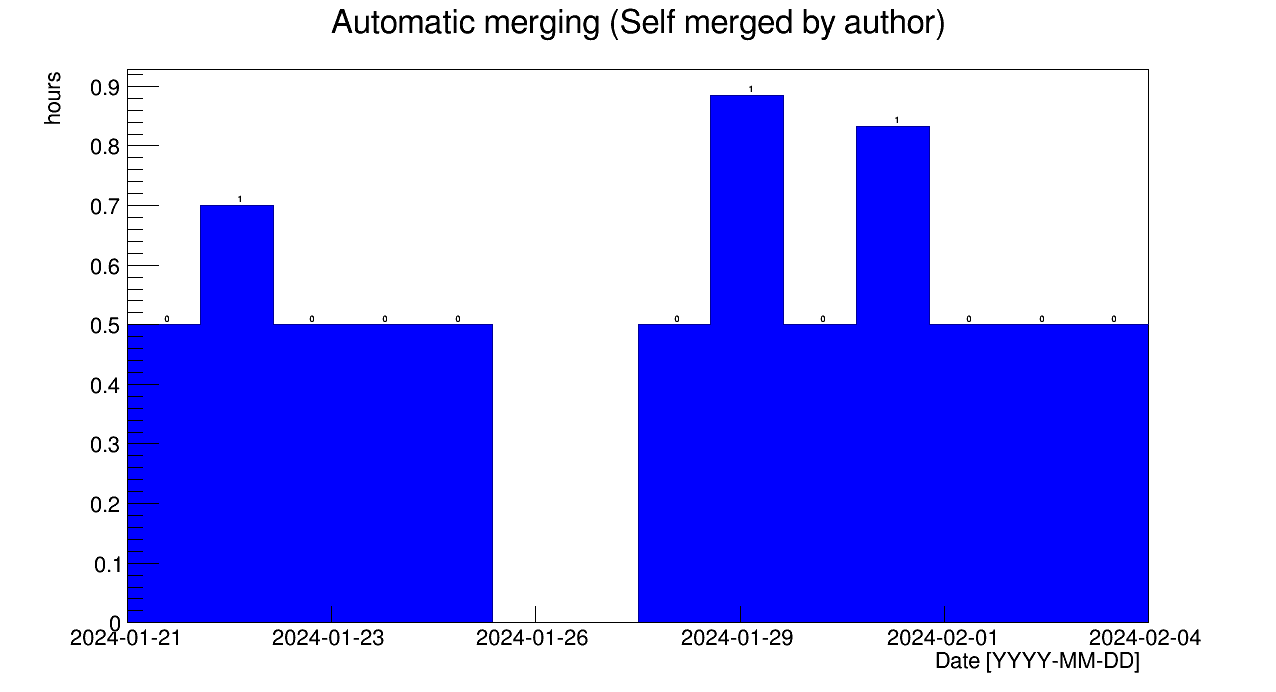 Automatic merging (Self merged by author)
hours
0.9
0.8
0.7
0.6
0.5
0.4
0.3
0.2
0.1
0
0 1 0 0 0 0 1 0 1 0 0 0
2024-01-21 2024-01-23 2024-01-26 2024-01-29 2024-02-01 2024-02-04
Date [YYYY-MM-DD]